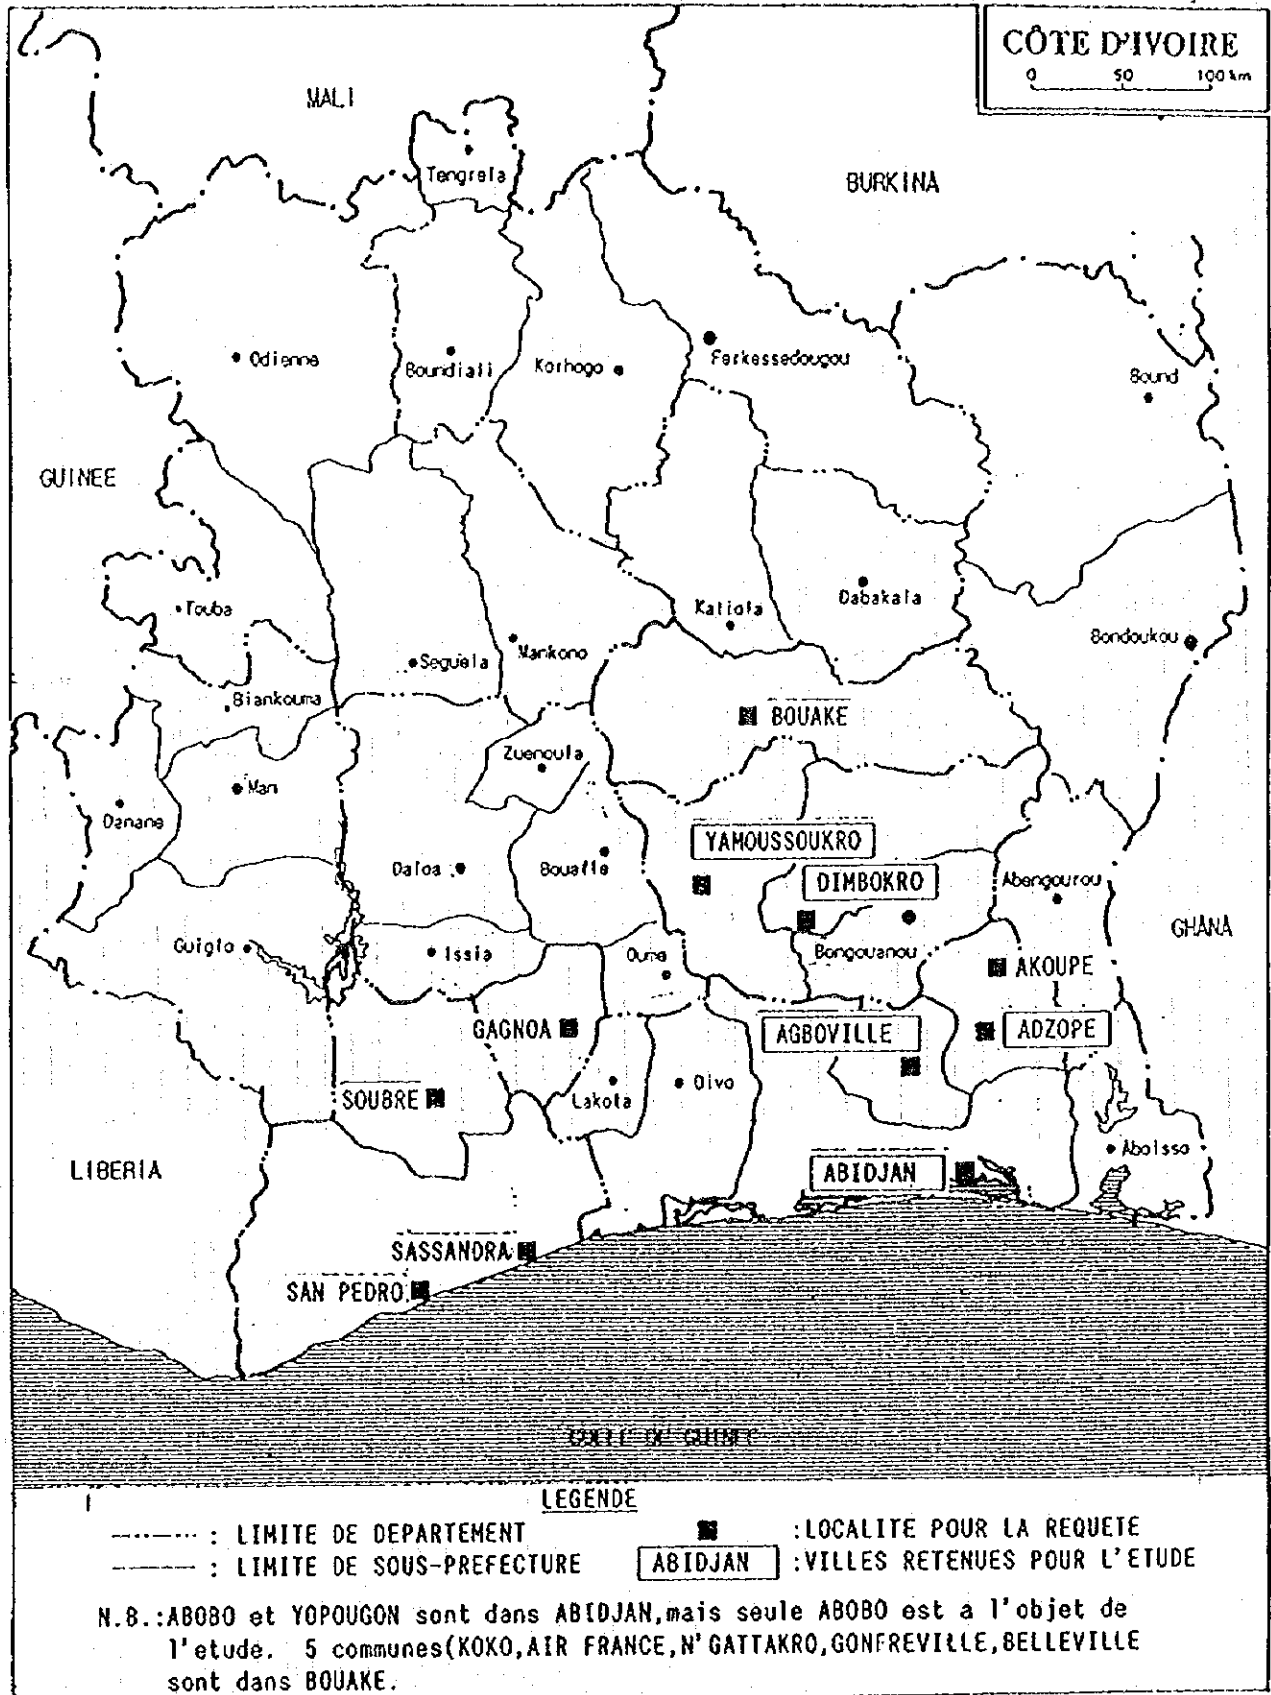 CÔTE D'IVOIRE
0 50 100 km
MALI
BURKINA
Tengrela
Odienne
Boundiali
Korhogo
Ferkessedougou
Bound
GUINEE
Touba
Katiola
Dabakala
Bondoukou
Seguela
Mankono
Biankouma
BOUAKE
Zuenoula
Man
Danane
YAMOUSSOUKRO
Daloa
Bouafle
DIMBOKRO
Abengourou
GHANA
Guiglo
Issia
Oume
Bongouanou
AKOUPE
GAGNOA
AGBOVILLE
ADZOPE
SOUBRE
Lakota
Divo
LIBERIA
ABIDJAN
Aboisso
SASSANDRA
SAN PEDRO
GOLFE DE GUINEE
LEGENDE
: LIMITE DE DEPARTEMENT
:LOCALITE POUR LA REQUETE
: LIMITE DE SOUS-PREFECTURE
ABIDJAN :VILLES RETENUES POUR L'ETUDE
N.B.:ABOBO et YOPOUGON sont dans ABIDJAN,mais seule ABOBO est a l'objet de
l'etude. 5 communes(KOKO,AIR FRANCE,N'GATTAKRO,GONFREVILLE,BELLEVILLE
sont dans BOUAKE.